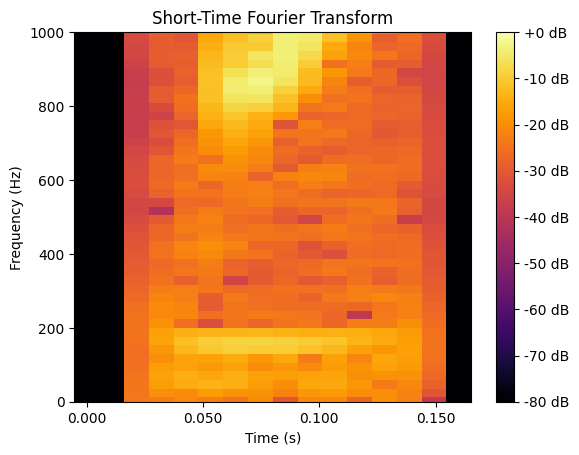 Short-Time Fourier Transform
1000
800
600
400
200
0
Frequency (Hz)
0.000
0.050
0.100
0.150
Time (s)
+0 dB
-10 dB
-20 dB
-30 dB
-40 dB
-50 dB
-60 dB
-70 dB
-80 dB